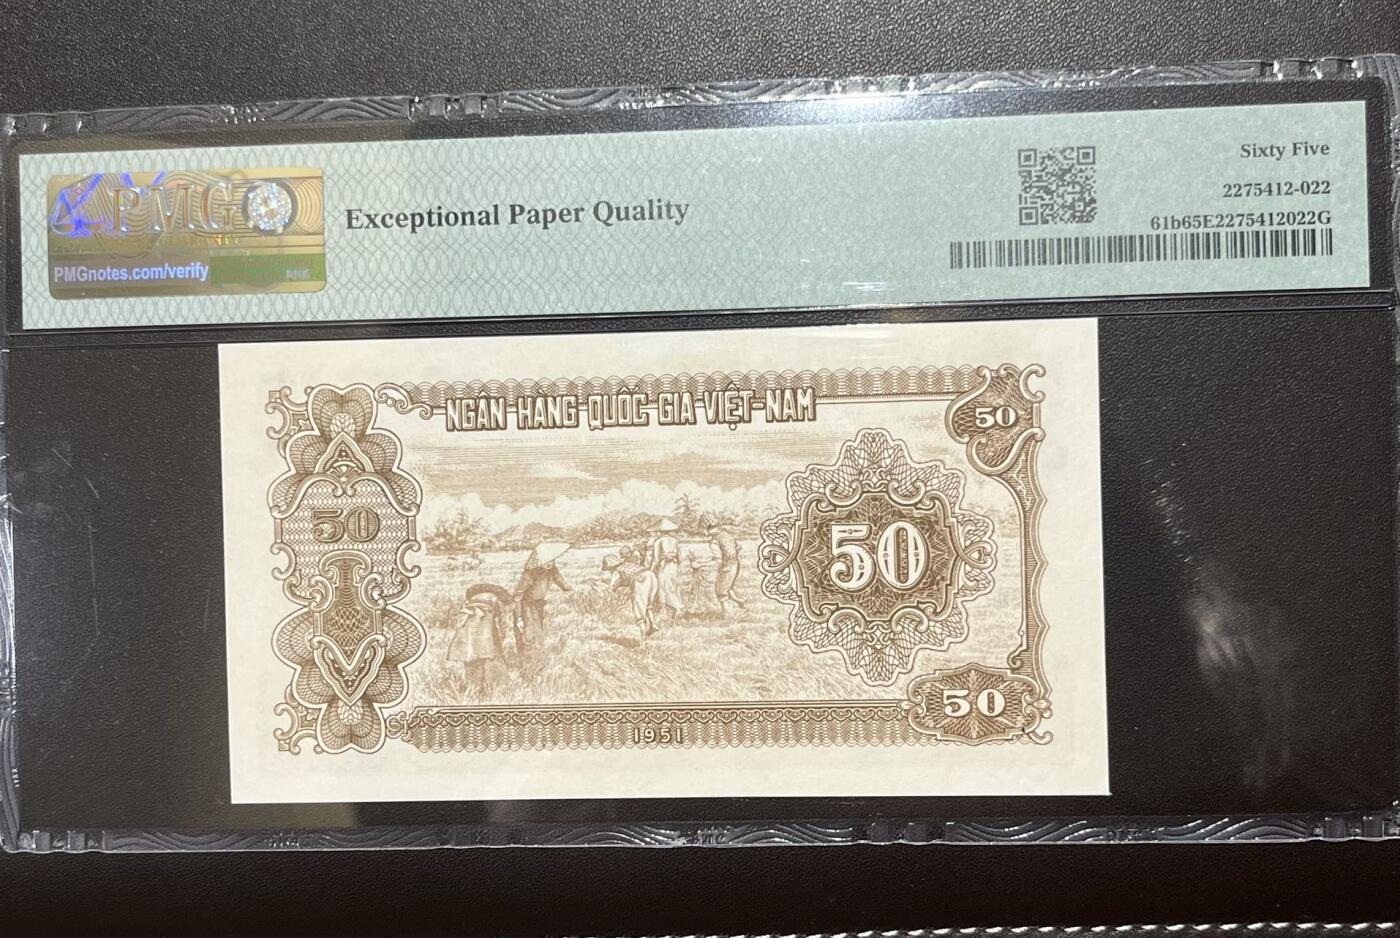 PMG
PMGnotes.com/verify
Exceptional Paper Quality
Sixty Five
2275412-022
61b65E2275412022G
NGÂN HÀNG QUỐC GIA VIỆT-NAM
50
50
50
50
1951